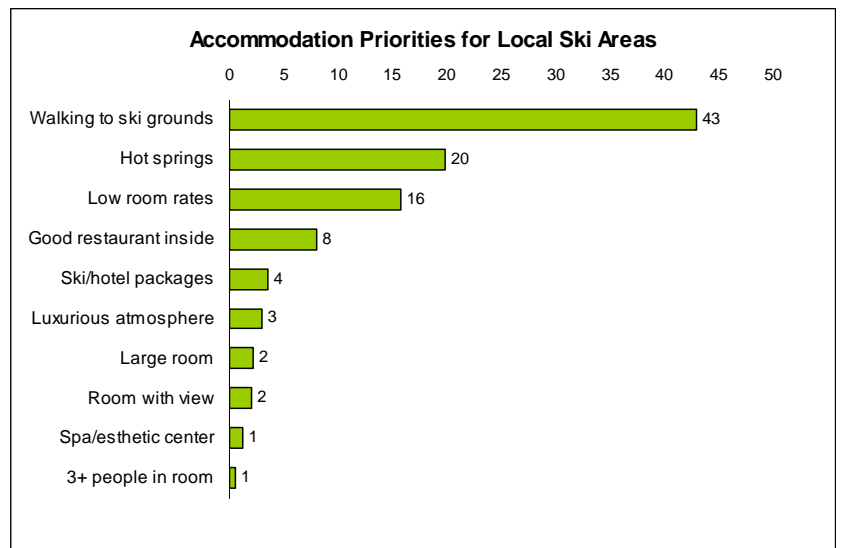 Accommodation Priorities for Local Ski Areas
0 5 10 15 20 25 30 35 40 45 50
Walking to ski grounds 43
Hot springs 20
Low room rates 16
Good restaurant inside 8
Ski/hotel packages 4
Luxurious atmosphere 3
Large room 2
Room with view 2
Spa/esthetic center 1
3+ people in room 1